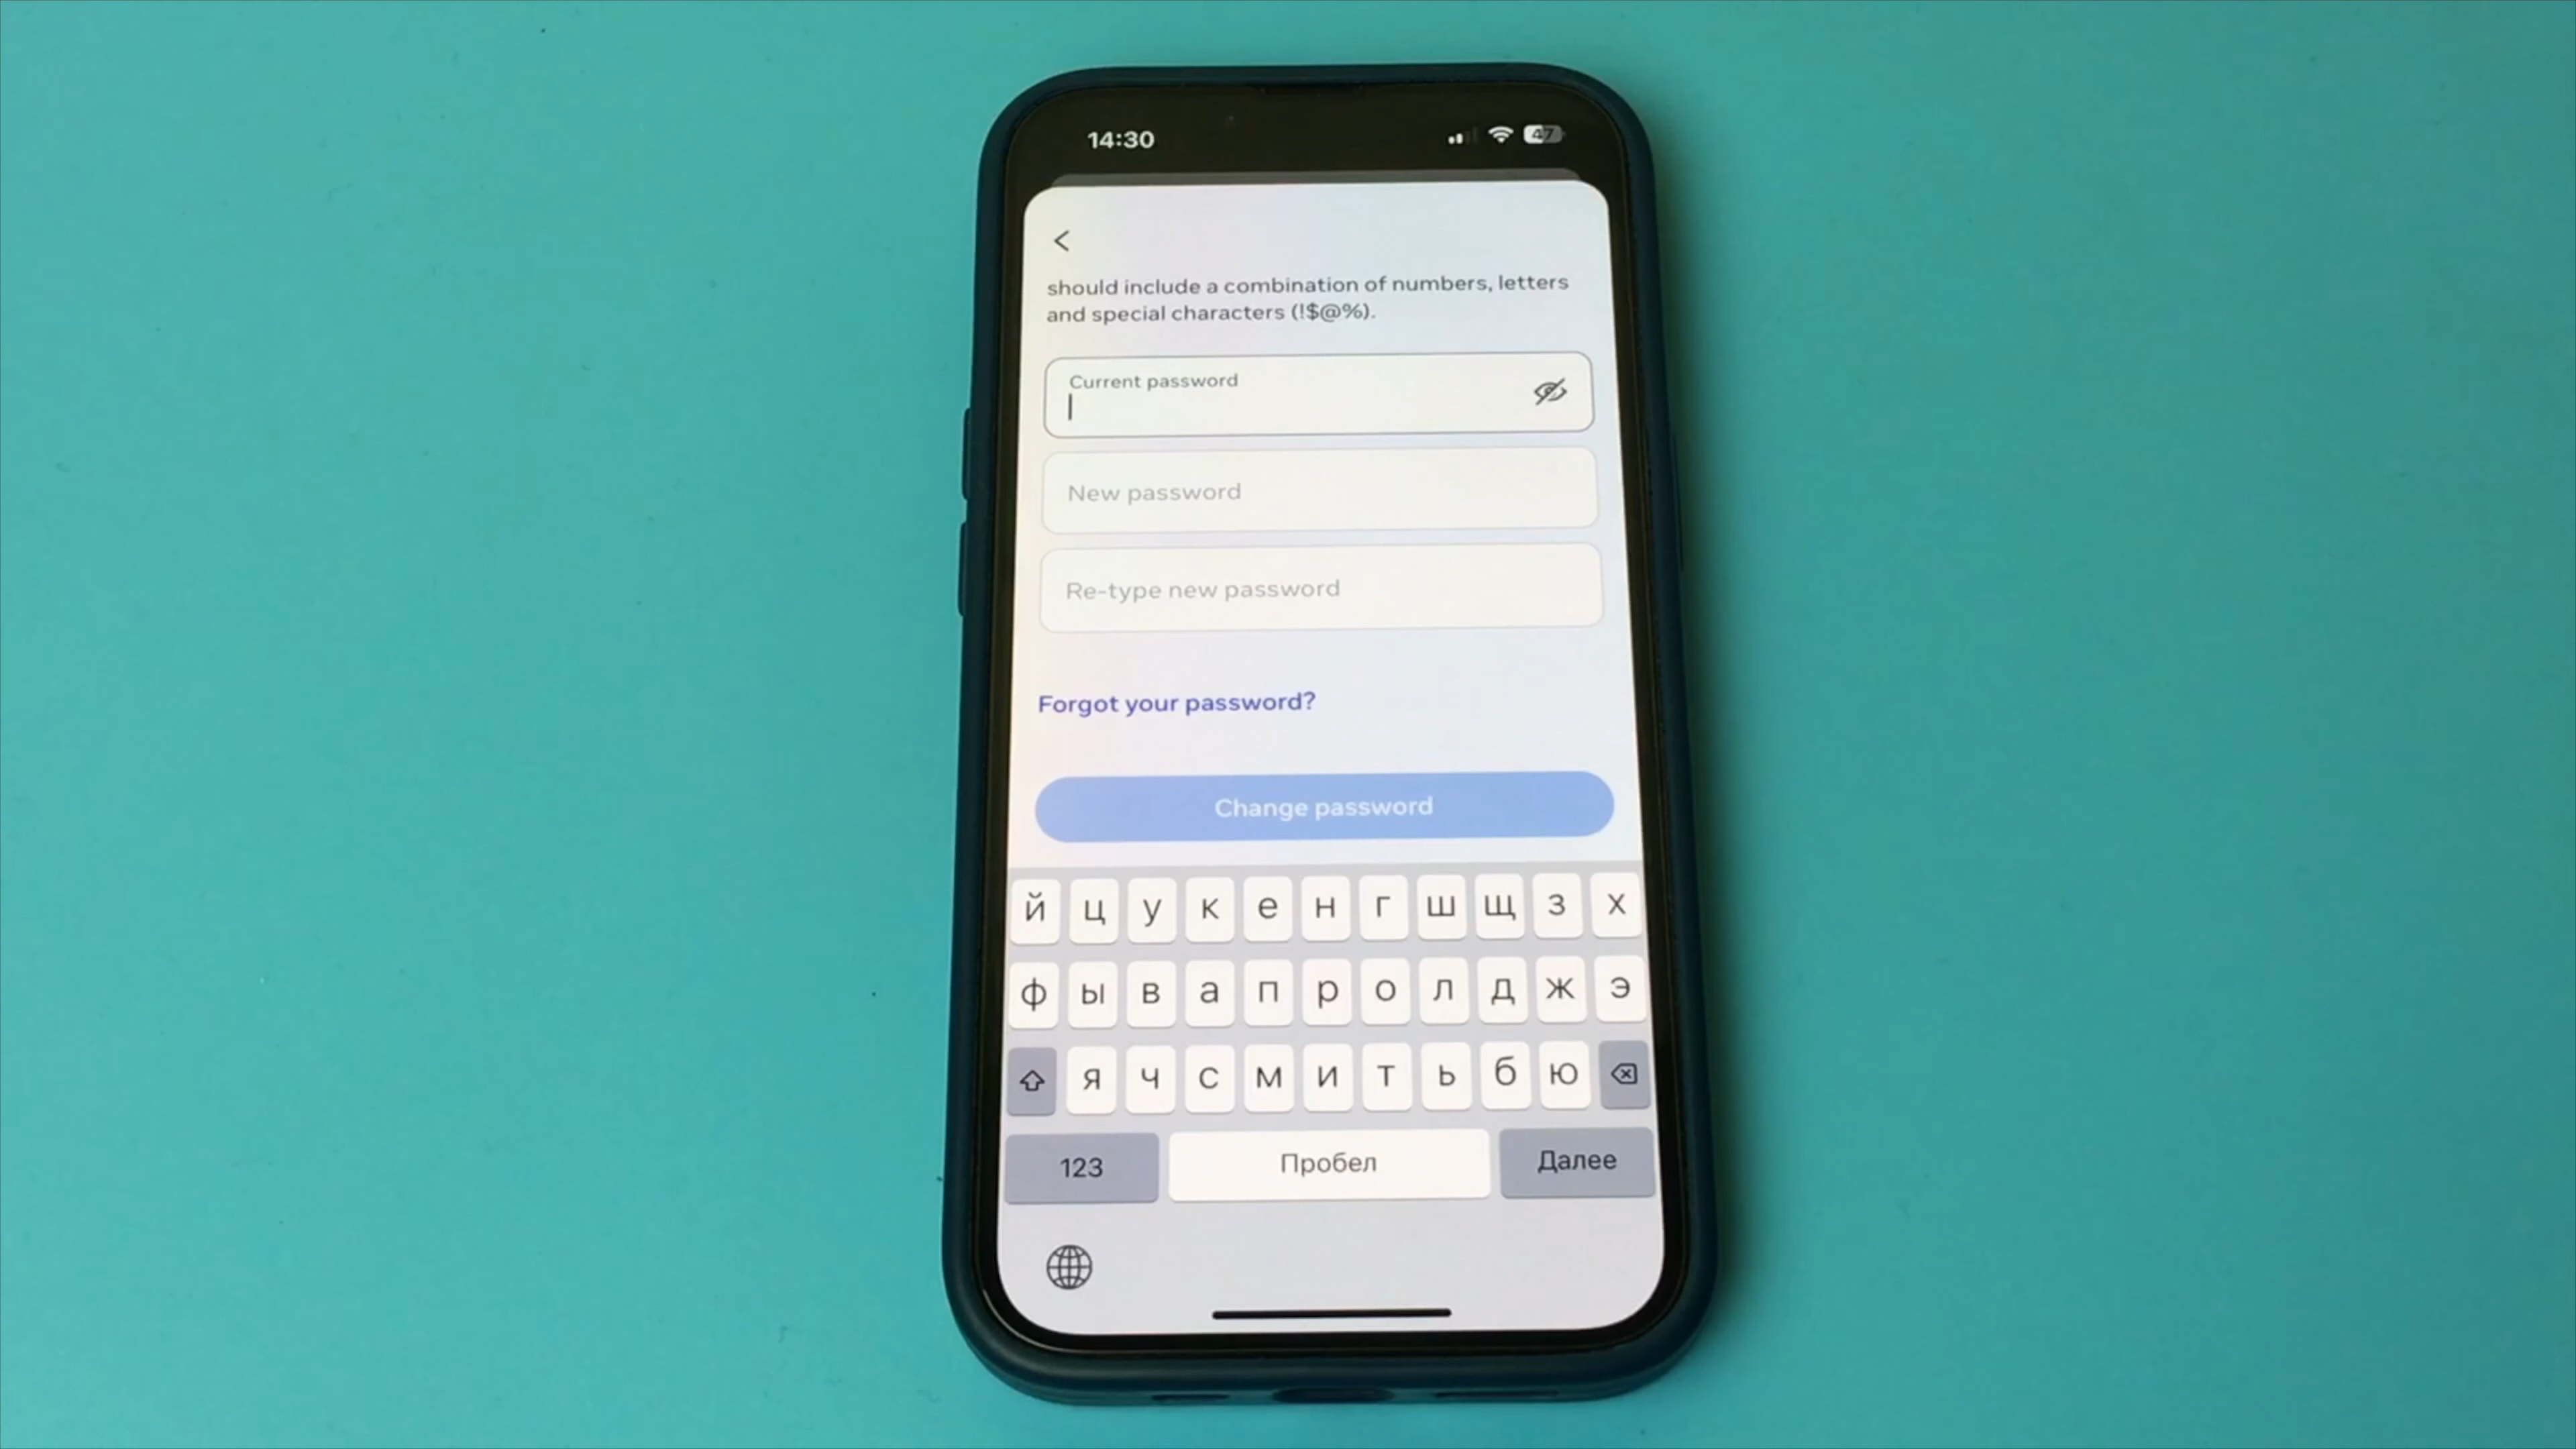 14:30
47
should include a combination of numbers, letters
and special characters (!$@%).
Current password
New password
Re-type new password
Forgot your password?
Change password
й ц у к е н г ш щ з х
ф ы в а п р о л д ж э
я ч с м и т ь б ю
123 Пробел Далее